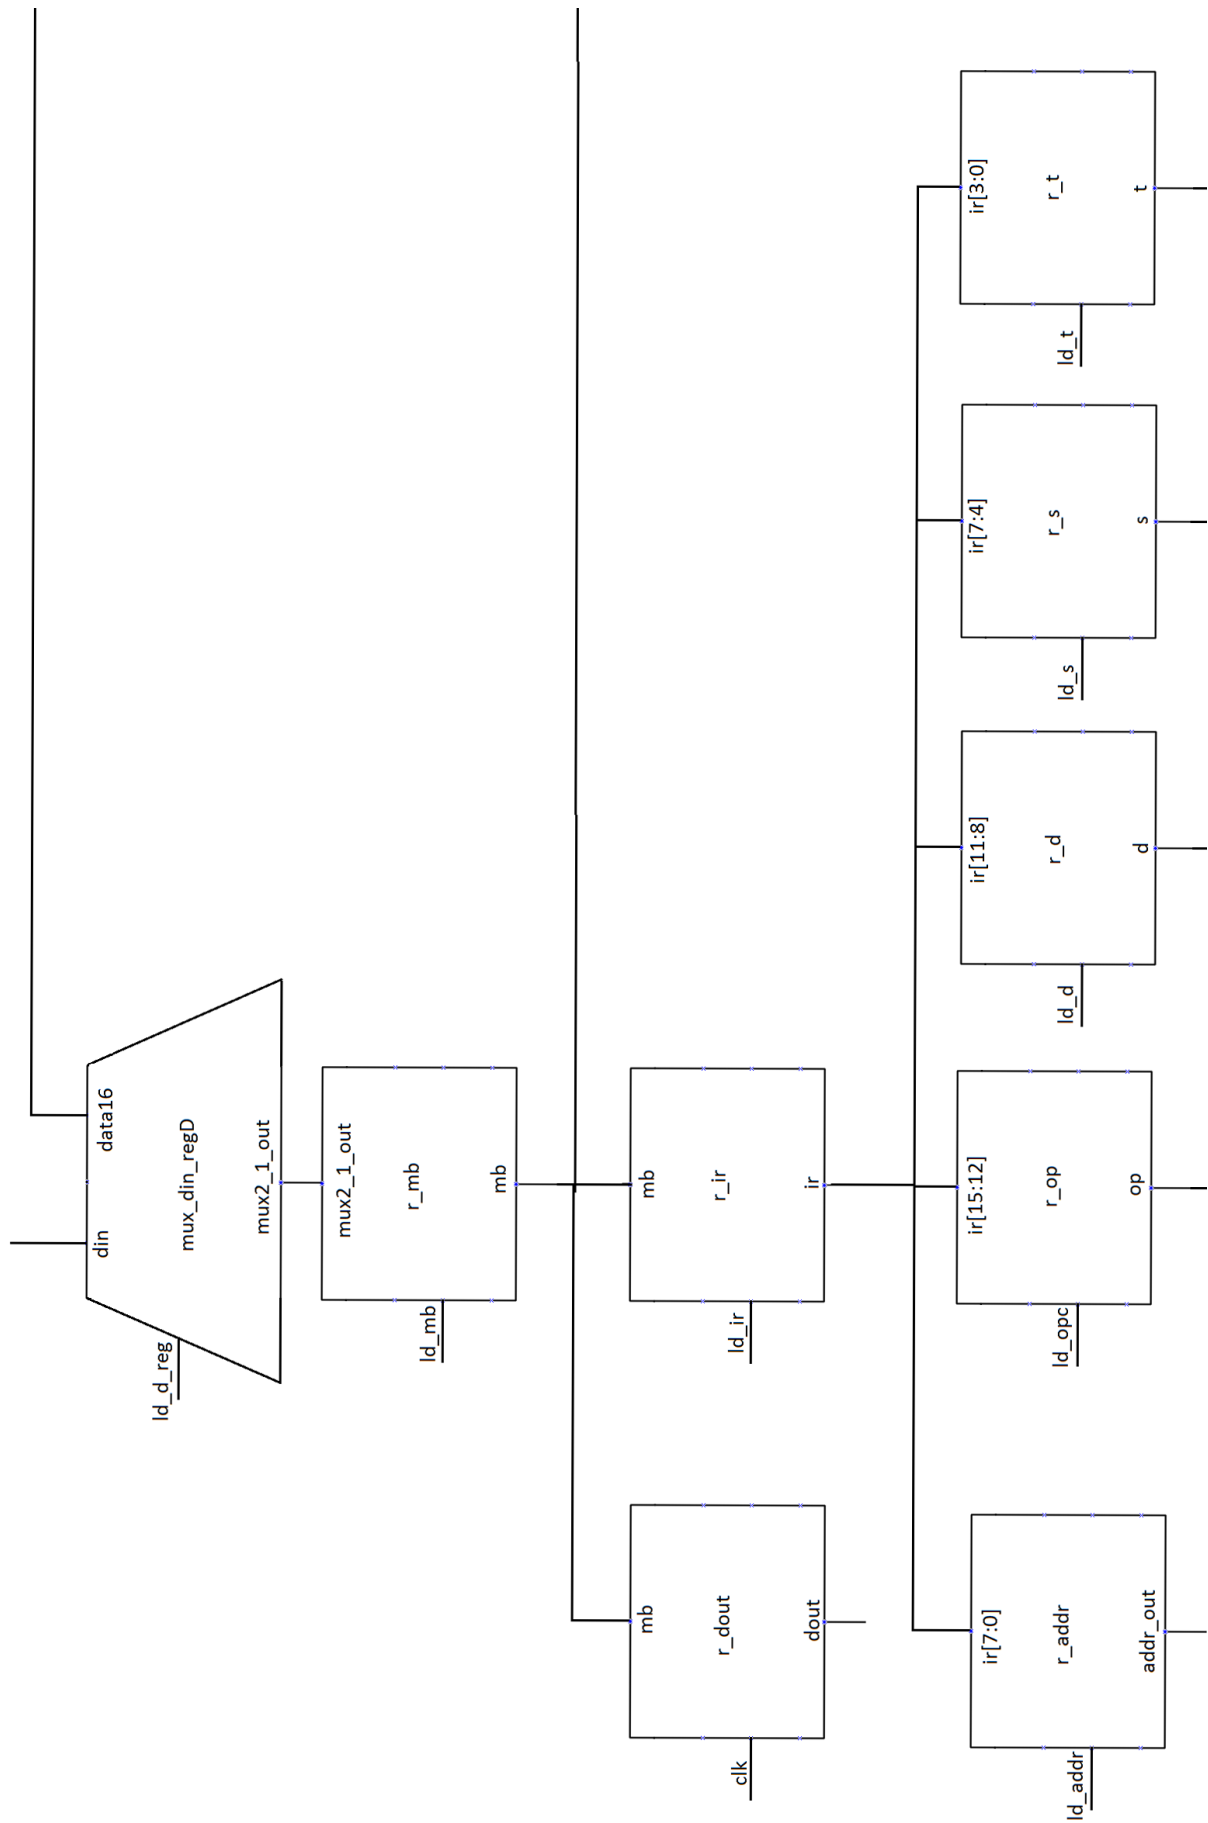 din
data16
mux_din_regD
mux2_1_out
ld_d_reg
mux2_1_out
r_mb
mb
ld_mb
mb
r_ir
ir
ld_ir
mb
r_dout
dout
clk
ir[3:0]
r_t
t
ld_t
ir[7:4]
r_s
s
ld_s
ir[11:8]
r_d
d
ld_d
ir[15:12]
r_op
op
ld_opc
ir[7:0]
r_addr
addr_out
ld_addr